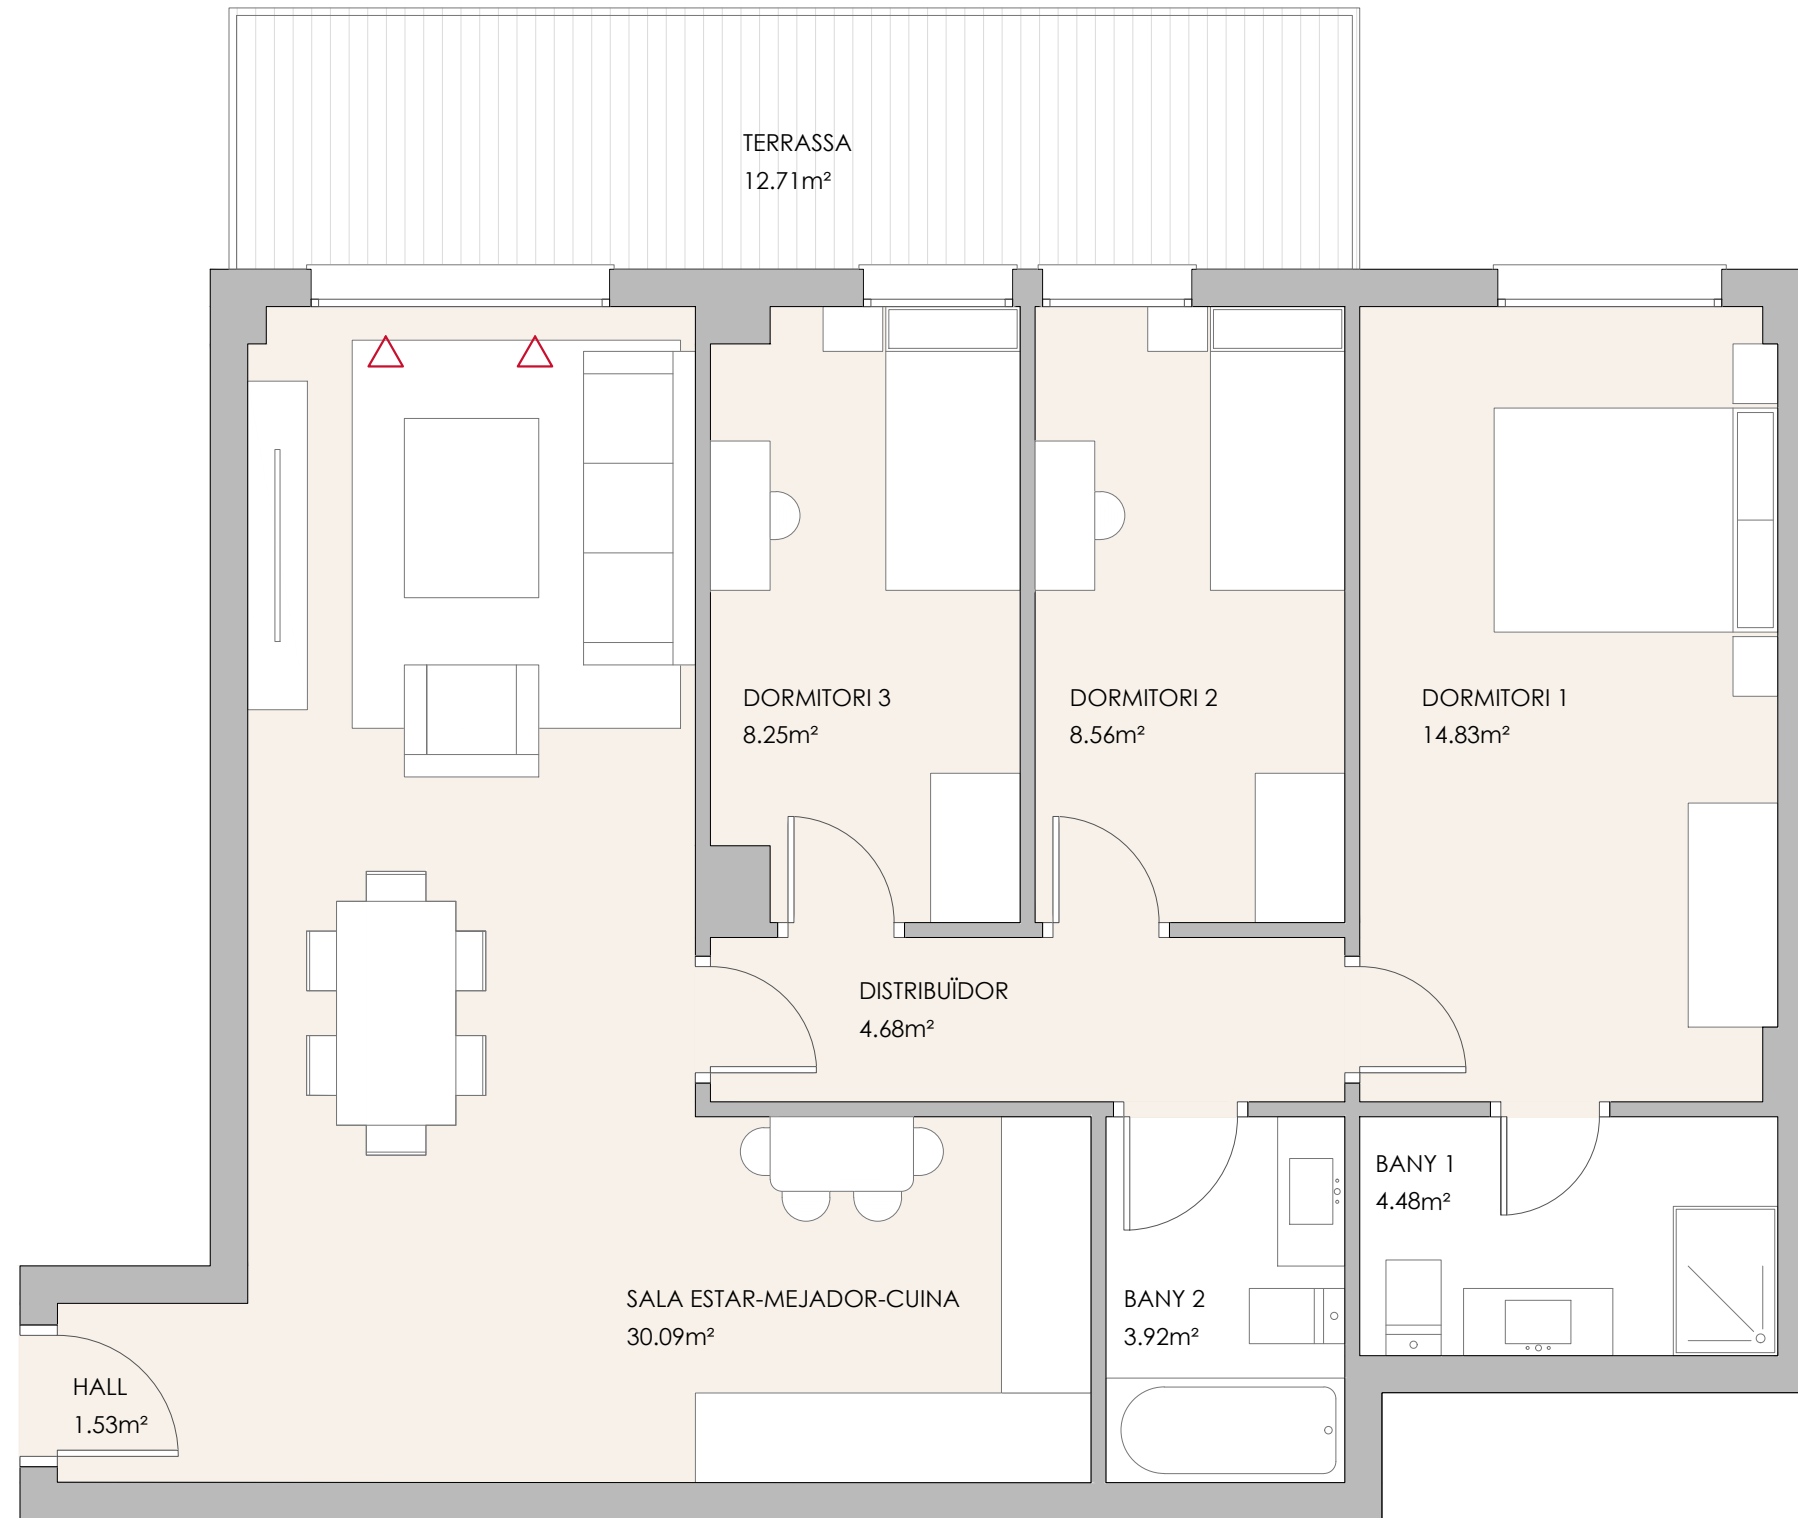 TERRASSA
12.71m²
DORMITORI 3
8.25m²
DORMITORI 2
8.56m²
DORMITORI 1
14.83m²
DISTRIBUÏDOR
4.68m²
BANY 1
4.48m²
SALA ESTAR-MEJADOR-CUINA
30.09m²
BANY 2
3.92m²
HALL
1.53m²